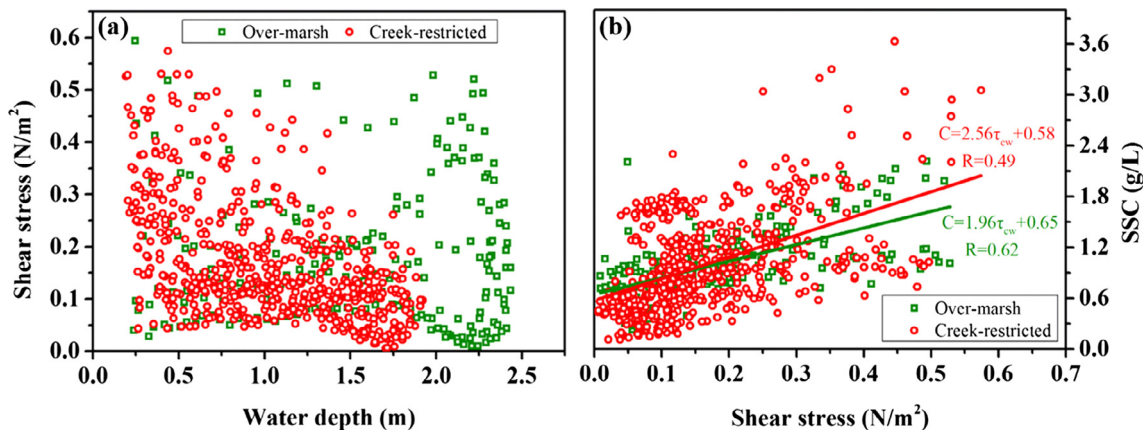 (a)
Over-marsh Creek-restricted
0.6
0.5
0.4
0.3
0.2
0.1
0.0
Shear stress (N/m²)
0.0 0.5 1.0 1.5 2.0 2.5
Water depth (m)
(b)
3.6
3.0
2.4
1.8
1.2
0.6
0.0
SSC (g/L)
C=2.56τcw+0.58
R=0.49
C=1.96τcw+0.65
R=0.62
Over-marsh
Creek-restricted
0.0 0.1 0.2 0.3 0.4 0.5 0.6 0.7
Shear stress (N/m²)